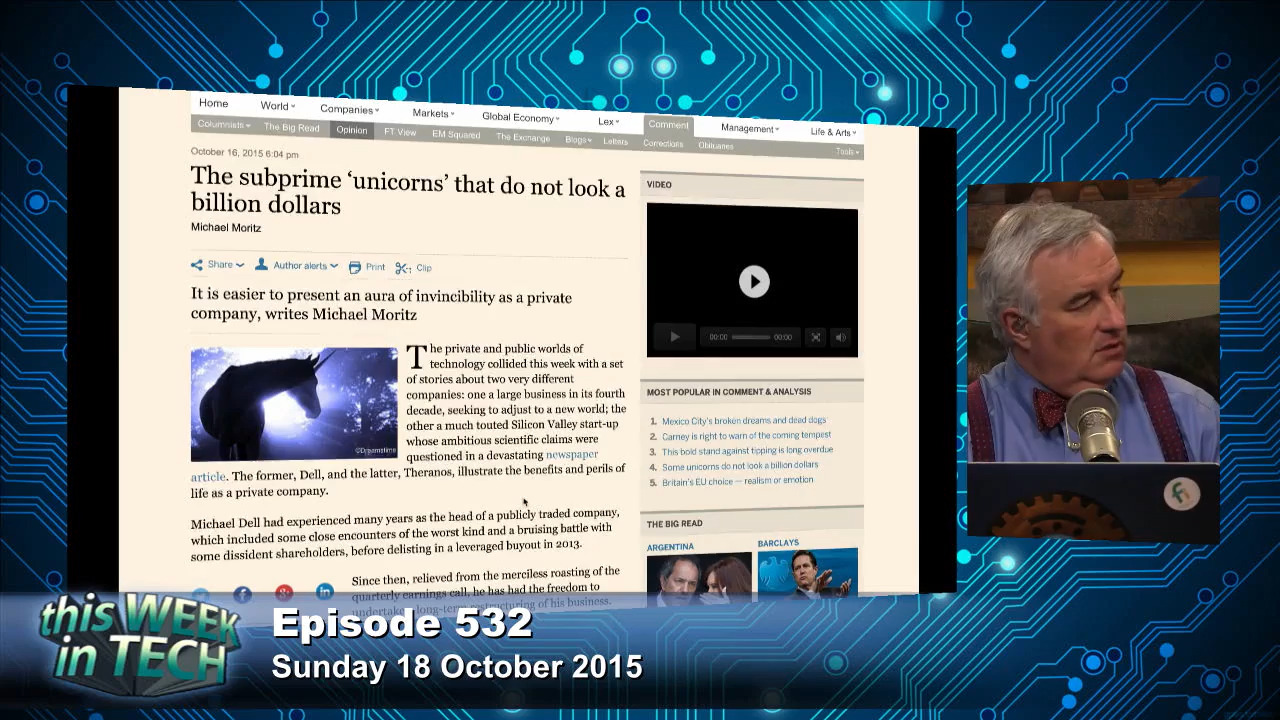 Home World Companies Markets Global Economy Lex Comment Management Life & Arts
Columnists The Big Read Opinion FT View EM Squared The Exchange Blogs Letters Corrections Obituaries Tools
October 16, 2015 6:04 pm
The subprime ‘unicorns’ that do not look a
billion dollars
Michael Moritz
Share Author alerts Print Clip
It is easier to present an aura of invincibility as a private
company, writes Michael Moritz
©Dreamstime
The private and public worlds of
technology collided this week with a set
of stories about two very different
companies: one a large business in its fourth
decade, seeking to adjust to a new world; the
other a much touted Silicon Valley start-up
whose ambitious scientific claims were
questioned in a devastating newspaper
article. The former, Dell, and the latter, Theranos, illustrate the benefits and perils of
life as a private company.
Michael Dell had experienced many years as the head of a publicly traded company,
which included some close encounters of the worst kind and a bruising battle with
some dissident shareholders, before delisting in a leveraged buyout in 2013.
Since then, relieved from the merciless roasting of the
quarterly earnings call, he has had the freedom to
undertake long-term restructuring of his business.
VIDEO
00:00 00:00
MOST POPULAR IN COMMENT & ANALYSIS
1. Mexico City's broken dreams and dead dogs
2. Carney is right to warn of the coming tempest
3. This bold stand against tipping is long overdue
4. Some unicorns do not look a billion dollars
5. Britain's EU choice — realism or emotion
THE BIG READ
ARGENTINA
BARCLAYS
this WEEK
in TECH
Episode 532
Sunday 18 October 2015